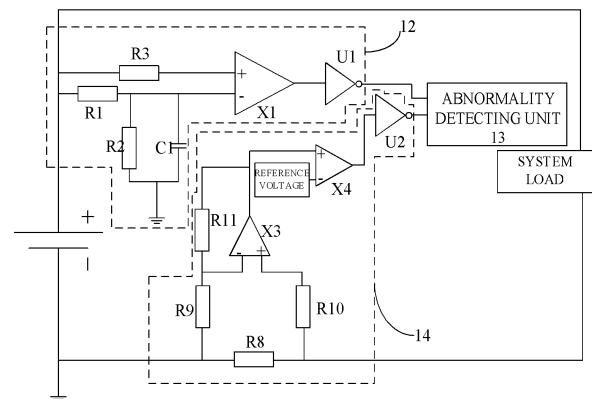 12
R3
U1
+
-
X1
R1
ABNORMALITY
DETECTING UNIT
13
R2
C1
U2
SYSTEM
LOAD
+
-
X4
REFERENCE
VOLTAGE
R11
X3
-
+
+
-
R9
R10
R8
14